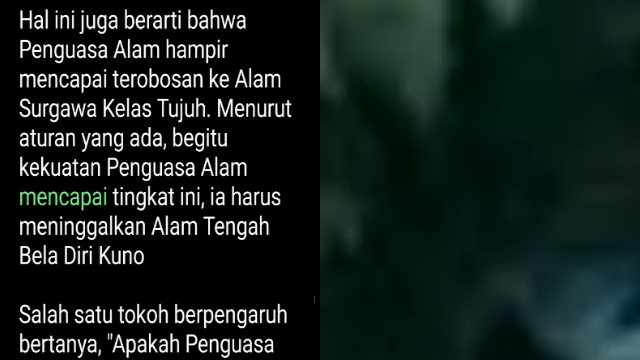 Hal ini juga berarti bahwa
Penguasa Alam hampir
mencapai terobosan ke Alam
Surgawa Kelas Tujuh. Menurut
aturan yang ada, begitu
kekuatan Penguasa Alam
mencapai tingkat ini, ia harus
meninggalkan Alam Tengah
Bela Diri Kuno
Salah satu tokoh berpengaruh
bertanya, "Apakah Penguasa